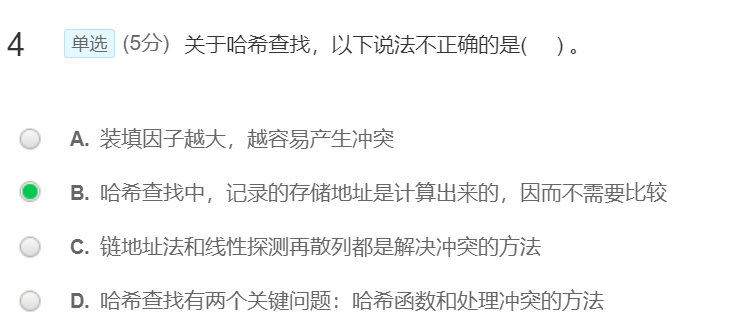 4 单选 (5分) 关于哈希查找，以下说法不正确的是( )。
A. 装填因子越大，越容易产生冲突
B. 哈希查找中，记录的存储地址是计算出来的，因而不需要比较
C. 链地址法和线性探测再散列都是解决冲突的方法
D. 哈希查找有两个关键问题：哈希函数和处理冲突的方法